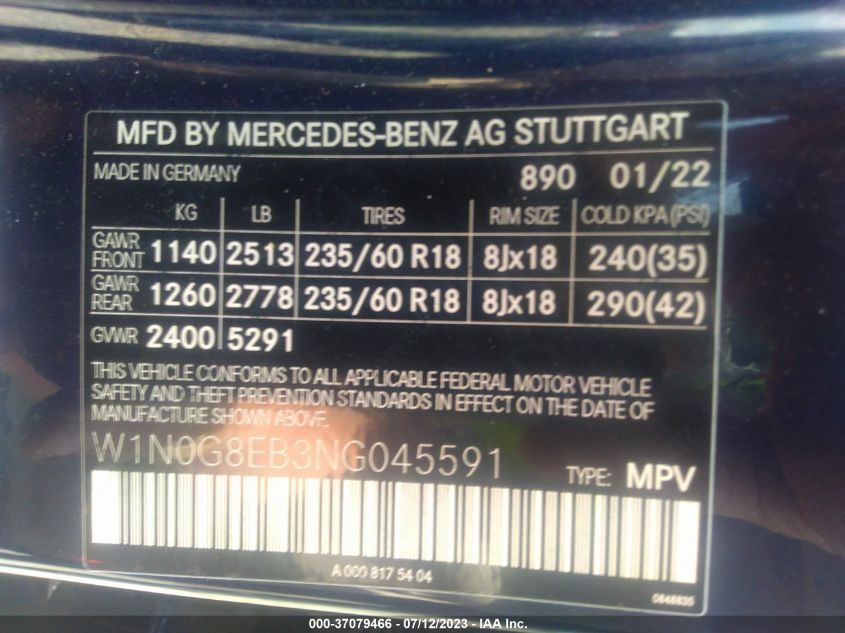 MFD BY MERCEDES-BENZ AG STUTTGART
MADE IN GERMANY 890 01/22
KG LB TIRES RIM SIZE COLD KPA (PSI)
GAWR FRONT 1140 2513 235/60 R18 8Jx18 240(35)
GAWR REAR 1260 2778 235/60 R18 8Jx18 290(42)
GVWR 2400 5291
THIS VEHICLE CONFORMS TO ALL APPLICABLE FEDERAL MOTOR VEHICLE
SAFETY AND THEFT PREVENTION STANDARDS IN EFFECT ON THE DATE OF
MANUFACTURE SHOWN ABOVE.
W1N0G8EB3NG045591 TYPE: MPV
A 000 817 54 04
0848835
000-37079466 - 07/12/2023 - IAA Inc.